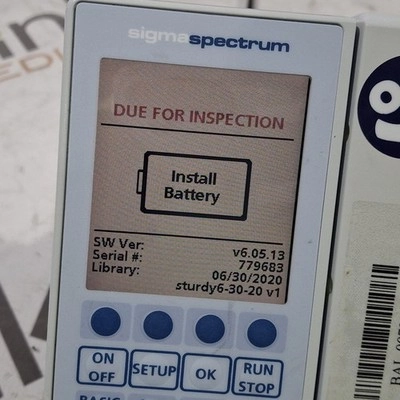 sigmaspectrum
DUE FOR INSPECTION
Install
Battery
SW Ver: v6.05.13
Serial #: 779683
Library: 06/30/2020
sturdy6-30-20 v1
ON
OFF
SETUP
OK
RUN
STOP
BASIC